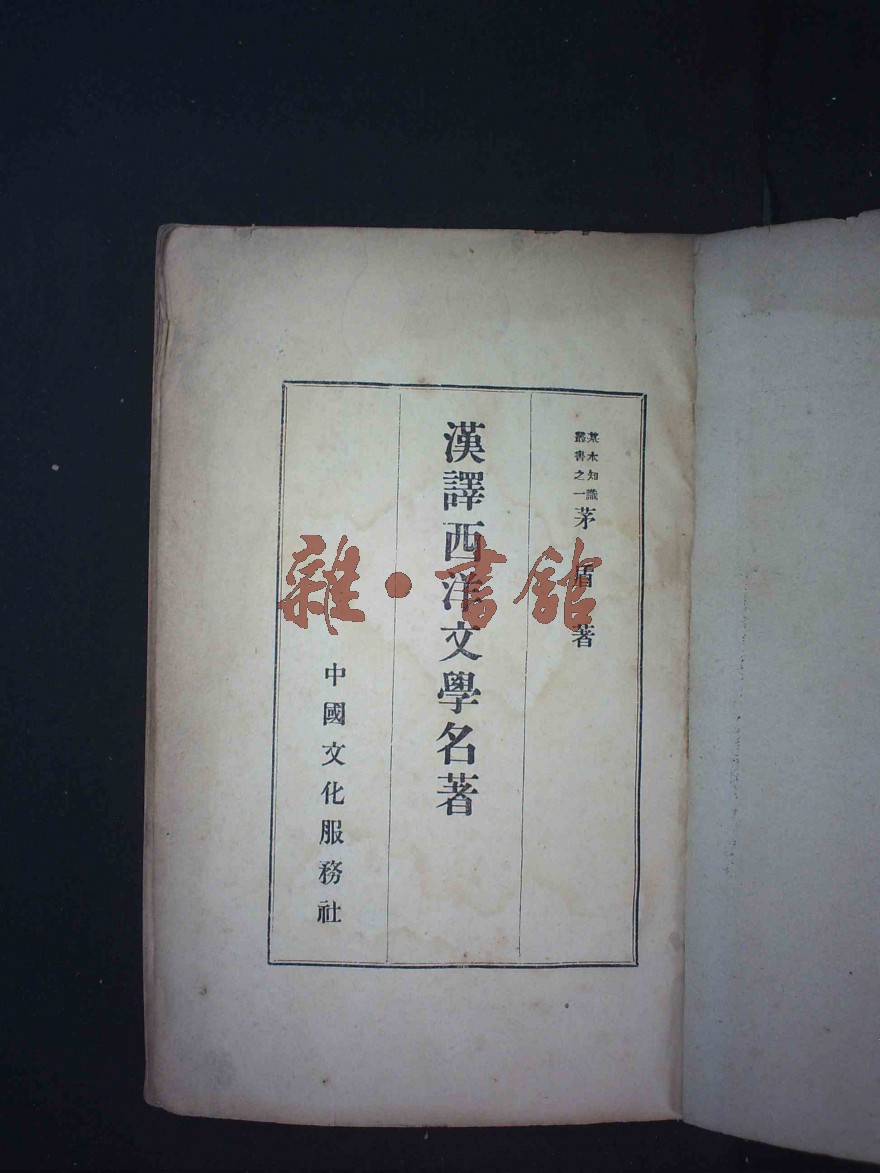 基本知識
叢書之一
茅盾著
漢譯西洋文學名著
中國文化服務社
雜·書館